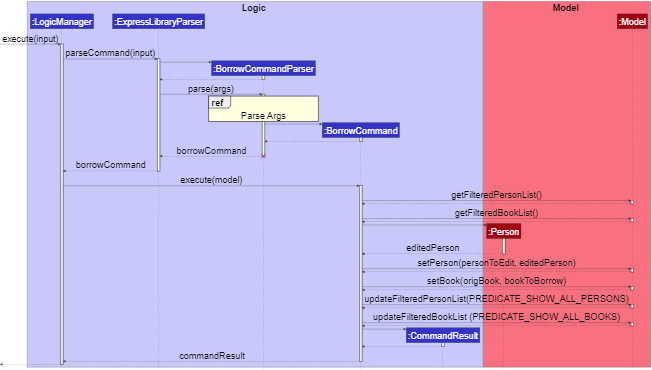 Logic
Model
:LogicManager
:ExpressLibraryParser
:Model
execute(input)
parseCommand(input)
:BorrowCommandParser
parse(args)
ref
Parse Args
:BorrowCommand
borrowCommand
borrowCommand
execute(model)
getFilteredPersonList()
getFilteredBookList()
:Person
editedPerson
setPerson(personToEdit, editedPerson)
setBook(origBook, bookToBorrow)
updateFilteredPersonList(PREDICATE_SHOW_ALL_PERSONS)
updateFilteredBookList (PREDICATE_SHOW_ALL_BOOKS)
:CommandResult
commandResult